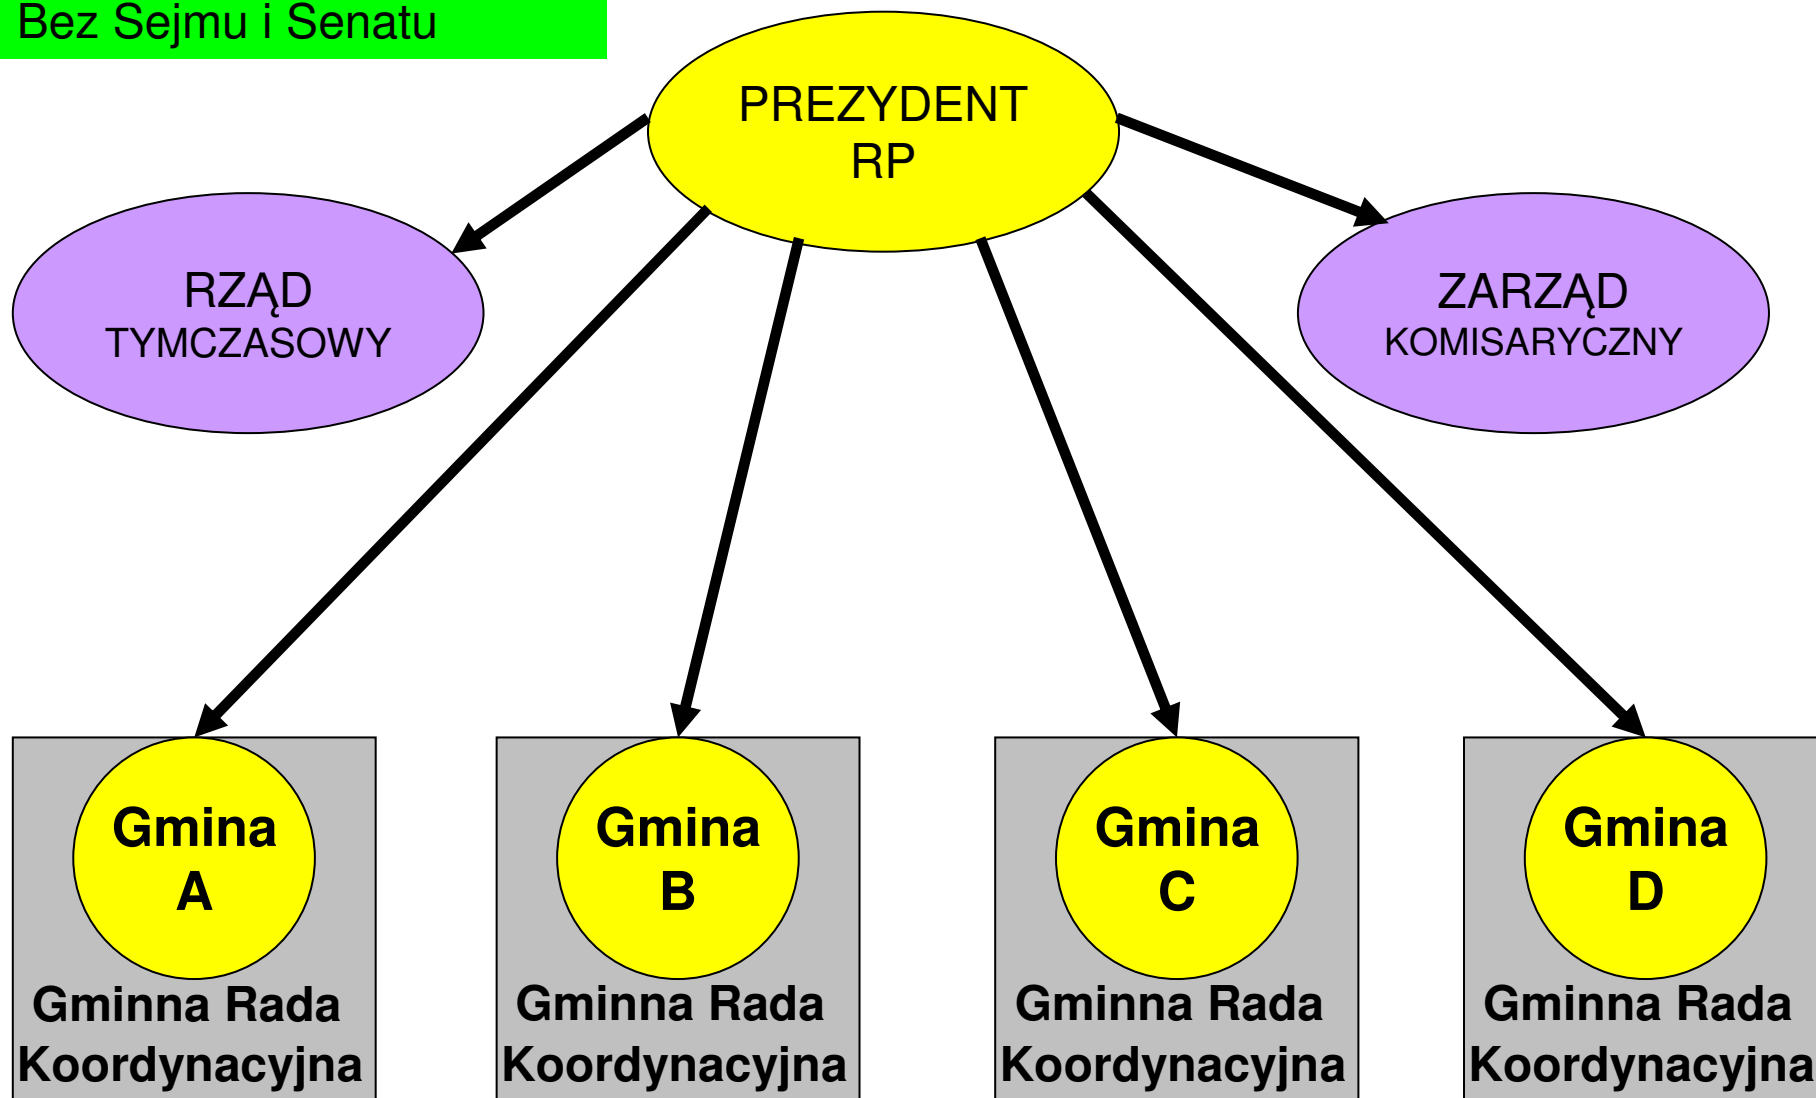 Bez Sejmu i Senatu
PREZYDENT
RP
RZĄD
TYMCZASOWY
ZARZĄD
KOMISARYCZNY
Gmina
A
Gminna Rada
Koordynacyjna
Gmina
B
Gminna Rada
Koordynacyjna
Gmina
C
Gminna Rada
Koordynacyjna
Gmina
D
Gminna Rada
Koordynacyjna